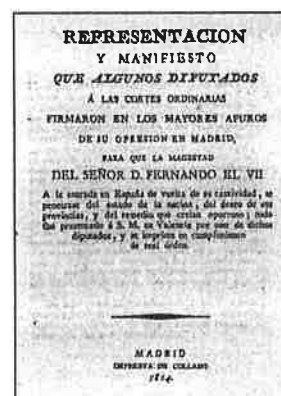 REPRESENTACION
Y MANIFIESTO
QUE ALGUNOS DIPUTADOS
Á LAS CORTES ORDINARIAS
FIRMARON EN LOS MAYORES APUROS
DE SU OPRESION EN MADRID,
PARA QUE LA MAGESTAD
DEL SEÑOR D. FERNANDO EL VII
A la entrada en España de vuelta de su cautividad, se
penetrase del estado de la nacion, del deseo de sus
provincias, y del remedio que creian oportuno; todo
fué presentado á S. M. en Valencia por uno de dichos
diputados, y se imprime en cumplimiento
de real órden.
MADRID
IMPRENTA DE COLLADO
1814.